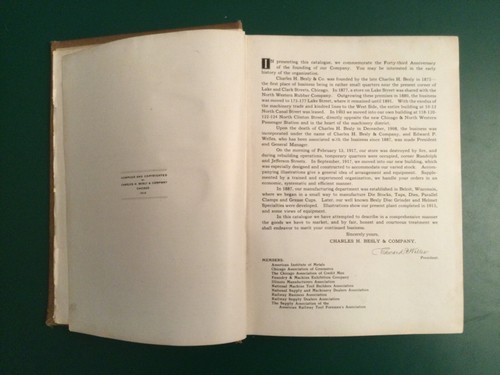 COMPILED AND COPYRIGHTED
BY
CHARLES H. BESLY & COMPANY
CHICAGO
In presenting this catalogue, we commemorate the Forty-third Anniversary
of the founding of our Company. You may be interested in the early
history of the organization.
Charles H. Besly & Co. was founded by the late Charles H. Besly in 1875—
the first place of business being in rather small quarters near the present corner of
Lake and Clark Streets, Chicago. In 1877, a store on Lake Street was shared with the
North Western Rubber Company. Outgrowing these premises in 1880, the business
was moved to 175-177 Lake Street, where it remained until 1891. With the exodus of
the machinery trade and kindred lines to the West Side, the entire building at 10-12
North Canal Street was leased. In 1903 we moved into our own building at 118-120-
122-124 North Clinton Street, directly opposite the new Chicago & North Western
Passenger Station and in the heart of the machinery district.
Upon the death of Charles H. Besly in December, 1908, the business was
incorporated under the name of Charles H. Besly & Company, and Edward P.
Welles, who has been associated with the business since 1887, was made President
and General Manager.
On the morning of February 12, 1917, our store was destroyed by fire, and
during rebuilding operations, temporary quarters were occupied, corner Randolph
and Jefferson Streets. In September, 1917, we moved into our new building, which
was especially designed and constructed to accommodate our varied stock. Accom-
panying illustrations give a general idea of arrangement and equipment. Supple-
mented by a trained and experienced organization, we handle your orders in an
economic, systematic and efficient manner.
In 1887, our manufacturing department was established in Beloit, Wisconsin,
where we began in a small way to manufacture Die Stocks, Taps, Dies, Parallel
Clamps and Grease Cups. Later, our well known Besly Disc Grinder and Helmet
Specialties were developed. Illustrations show our present plant completed in 1912,
and some views of equipment.
In this catalogue we have attempted to describe in a comprehensive manner
the goods we have to market, and by fair, honest and courteous treatment we
shall endeavor to merit your continued business.
Sincerely yours,
CHARLES H. BESLY & COMPANY.
President
MEMBERS
American Institute of Metals
Chicago Association of Commerce
The Chicago Association of Credit Men
Foundry & Machine Exhibition Company
Illinois Manufacturers Association
National Machine Tool Builders Association
National Supply and Machinery Dealers Association
Railway Business Association
Railway Supply Dealers Association
The Supply Association of the
American Railway Tool Foreman's Association